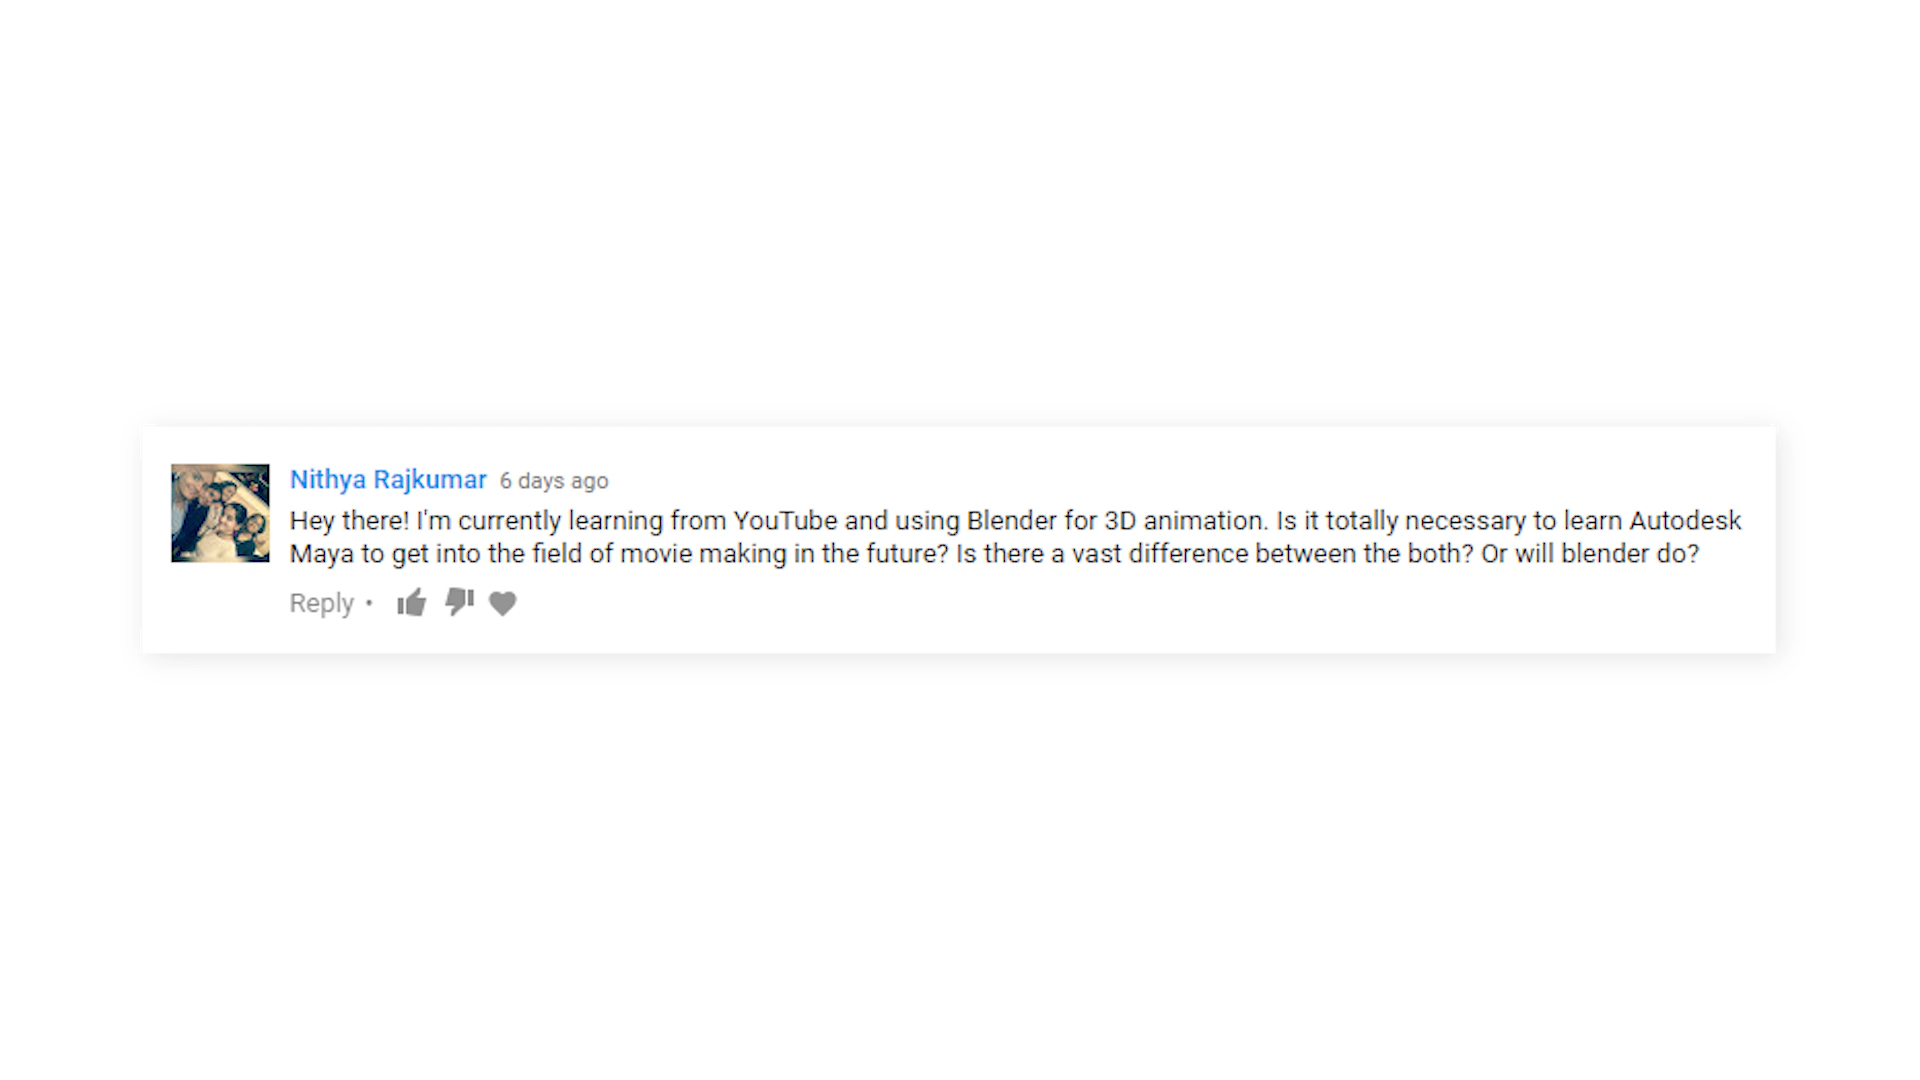 Nithya Rajkumar 6 days ago
Hey there! I'm currently learning from YouTube and using Blender for 3D animation. Is it totally necessary to learn Autodesk
Maya to get into the field of movie making in the future? Is there a vast difference between the both? Or will blender do?
Reply •